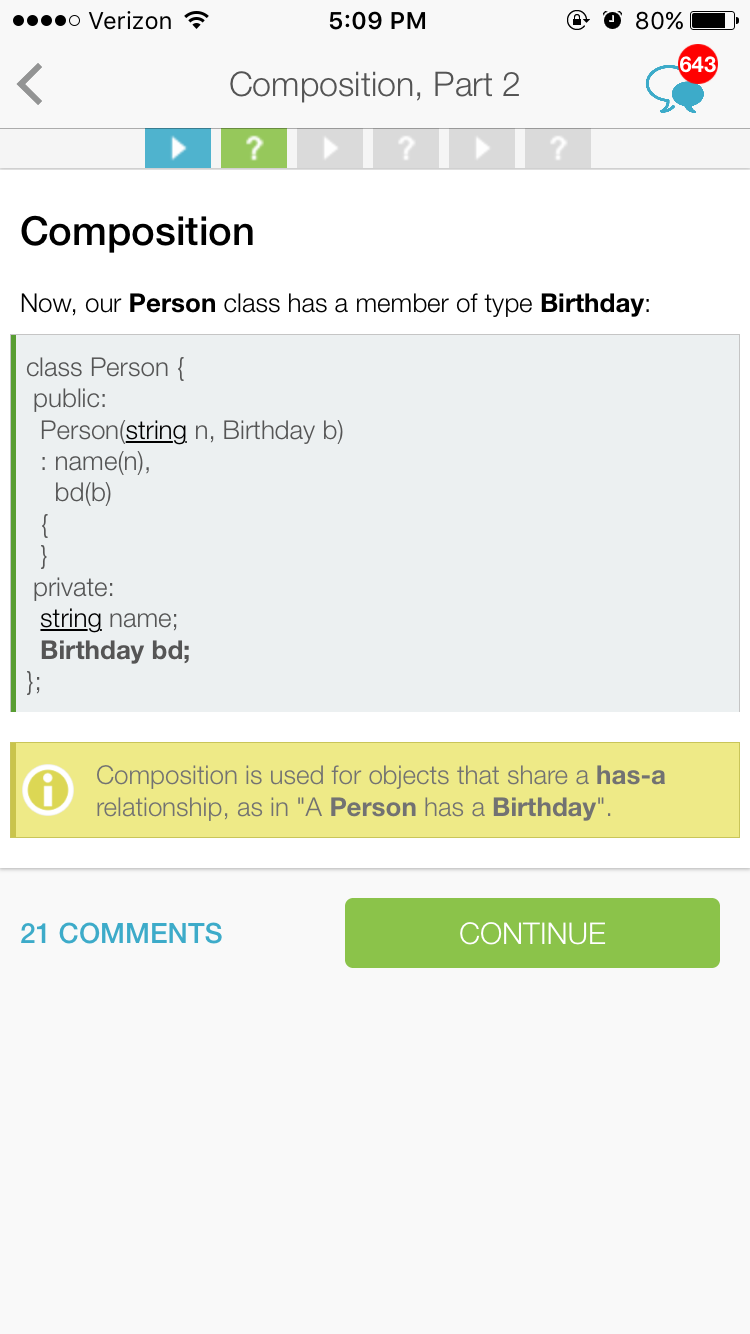 Verizon 5:09 PM 80%
Composition, Part 2
643
?
?
?
Composition
Now, our Person class has a member of type Birthday:
class Person {
public:
Person(string n, Birthday b)
: name(n),
bd(b)
{
}
private:
string name;
Birthday bd;
};
Composition is used for objects that share a has-a
relationship, as in "A Person has a Birthday".
21 COMMENTS
CONTINUE